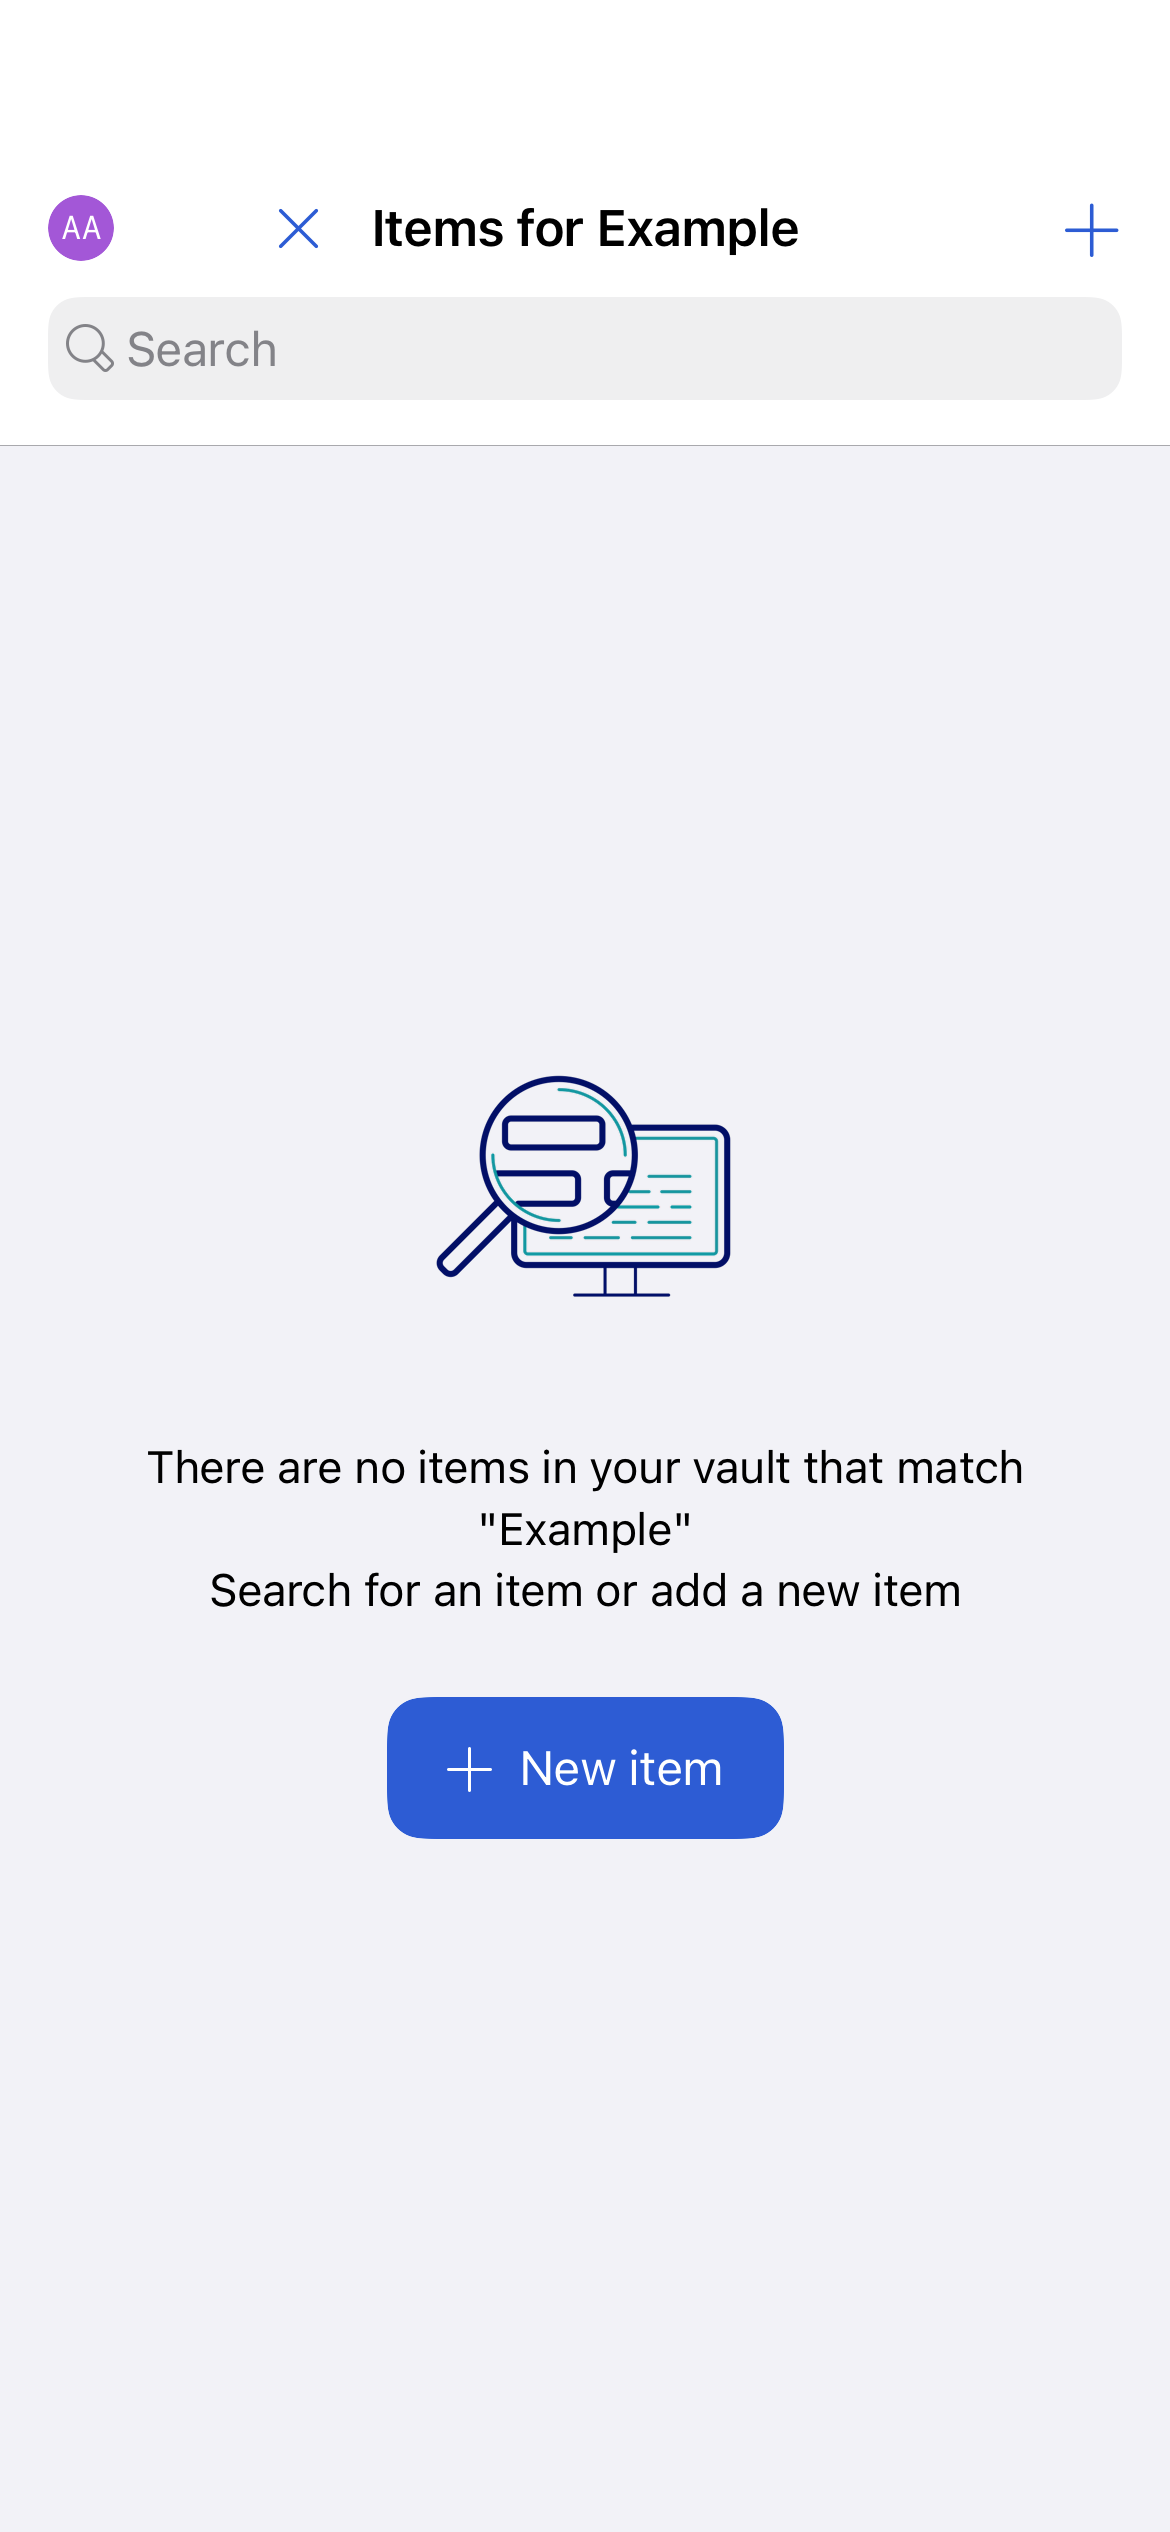 AA
Items for Example
Search
There are no items in your vault that match
"Example"
Search for an item or add a new item
New item